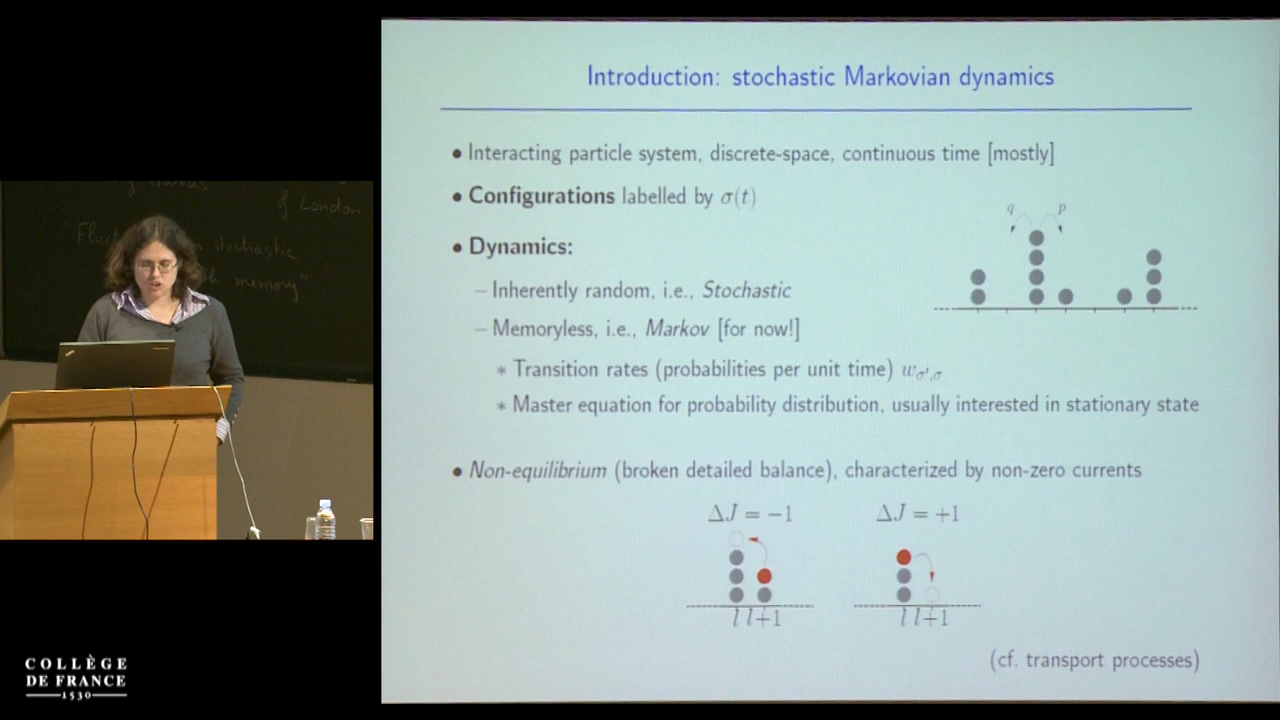 Introduction: stochastic Markovian dynamics
• Interacting particle system, discrete-space, continuous time [mostly]
• Configurations labelled by σ(t)
• Dynamics:
– Inherently random, i.e., Stochastic
– Memoryless, i.e., Markov [for now!]
∗ Transition rates (probabilities per unit time) w_{σ',σ}
∗ Master equation for probability distribution, usually interested in stationary state
q p
• Non-equilibrium (broken detailed balance), characterized by non-zero currents
ΔJ = −1 ΔJ = +1
l l+1 l l+1
(cf. transport processes)
of London
stochastic
memory"
COLLÈGE
DE FRANCE
1530